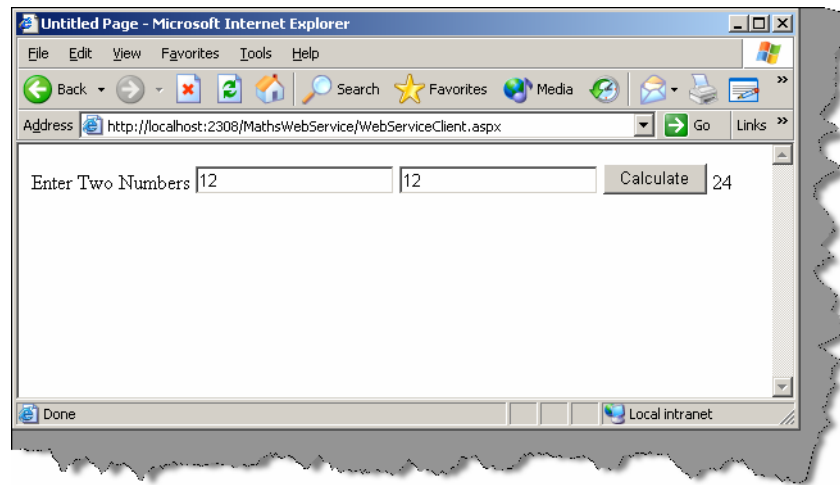 Untitled Page - Microsoft Internet Explorer
File Edit View Favorites Tools Help
Back Search Favorites Media »
Address http://localhost:2308/MathsWebService/WebServiceClient.aspx Go Links »
Enter Two Numbers 12 12 Calculate 24
Done Local intranet